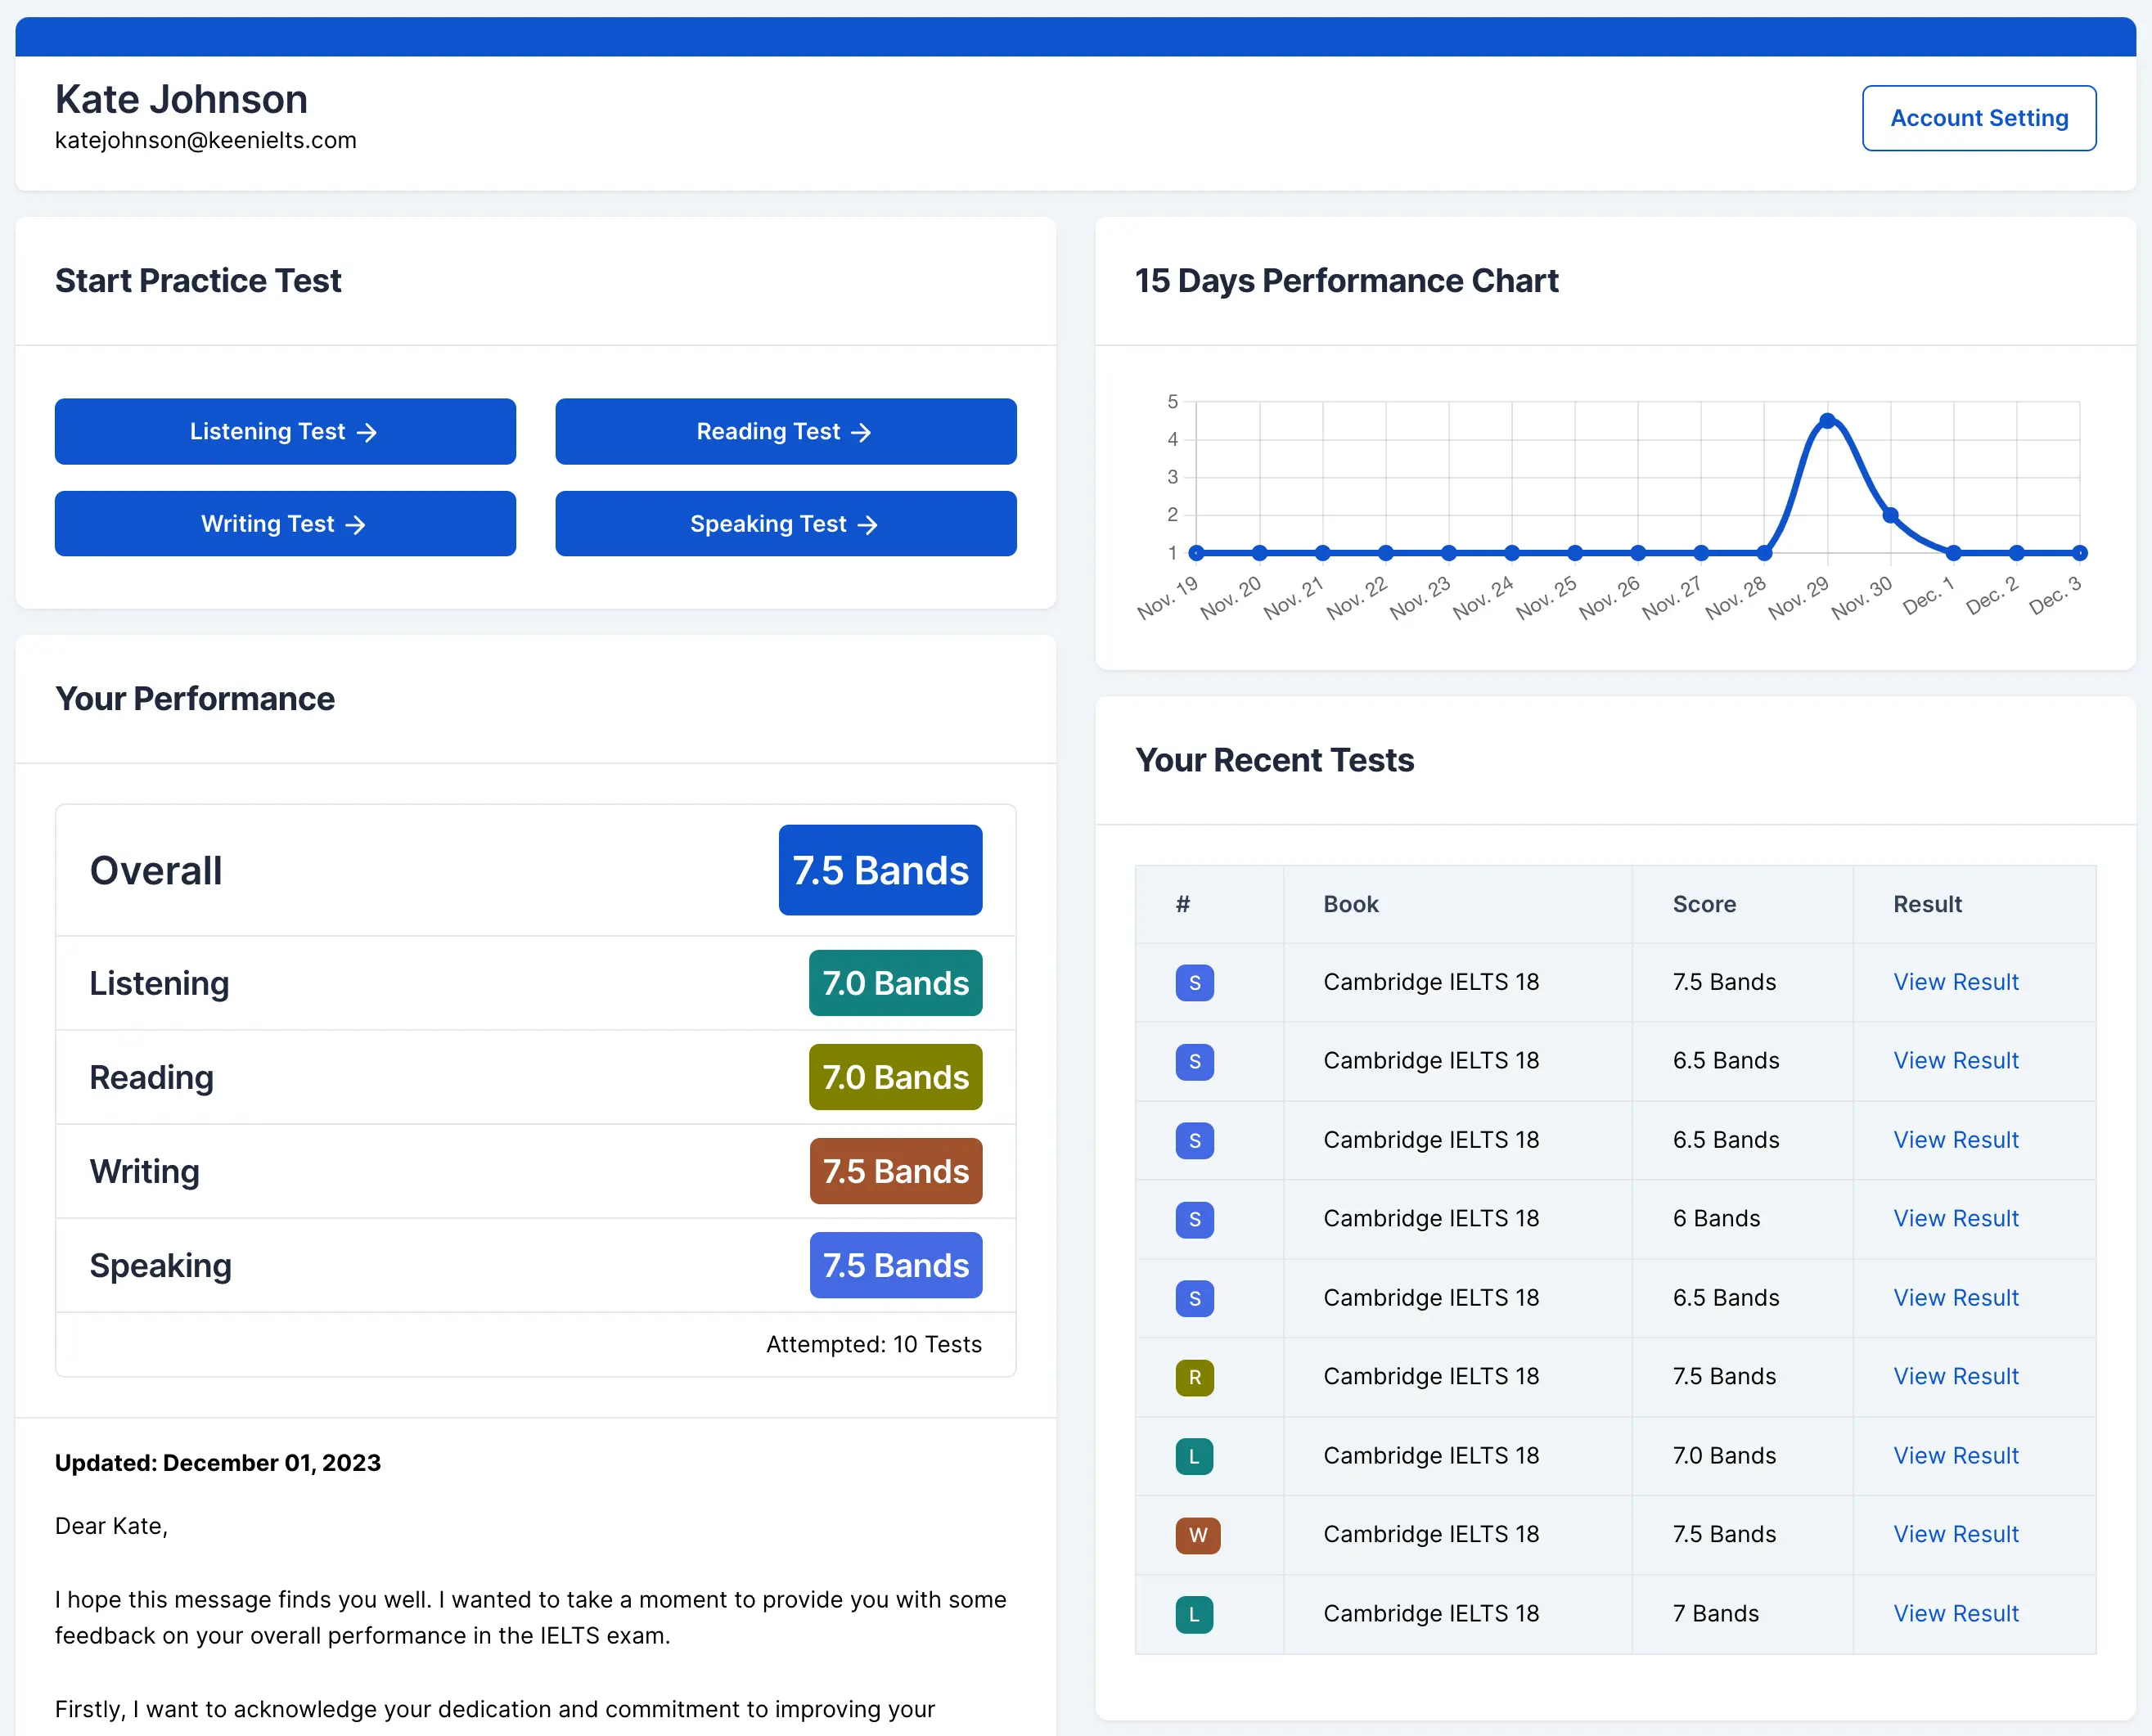 Kate Johnson
katejohnson@keenielts.com
Account Setting
Start Practice Test
Listening Test →
Reading Test →
Writing Test →
Speaking Test →
Your Performance
Overall 7.5 Bands
Listening 7.0 Bands
Reading 7.0 Bands
Writing 7.5 Bands
Speaking 7.5 Bands
Attempted: 10 Tests
Updated: December 01, 2023
Dear Kate,
I hope this message finds you well. I wanted to take a moment to provide you with some
feedback on your overall performance in the IELTS exam.
Firstly, I want to acknowledge your dedication and commitment to improving your
15 Days Performance Chart
5
4
3
2
1
Nov. 19 Nov. 20 Nov. 21 Nov. 22 Nov. 23 Nov. 24 Nov. 25 Nov. 26 Nov. 27 Nov. 28 Nov. 29 Nov. 30 Dec. 1 Dec. 2 Dec. 3
Your Recent Tests
# Book Score Result
S Cambridge IELTS 18 7.5 Bands View Result
S Cambridge IELTS 18 6.5 Bands View Result
S Cambridge IELTS 18 6.5 Bands View Result
S Cambridge IELTS 18 6 Bands View Result
S Cambridge IELTS 18 6.5 Bands View Result
R Cambridge IELTS 18 7.5 Bands View Result
L Cambridge IELTS 18 7.0 Bands View Result
W Cambridge IELTS 18 7.5 Bands View Result
L Cambridge IELTS 18 7 Bands View Result